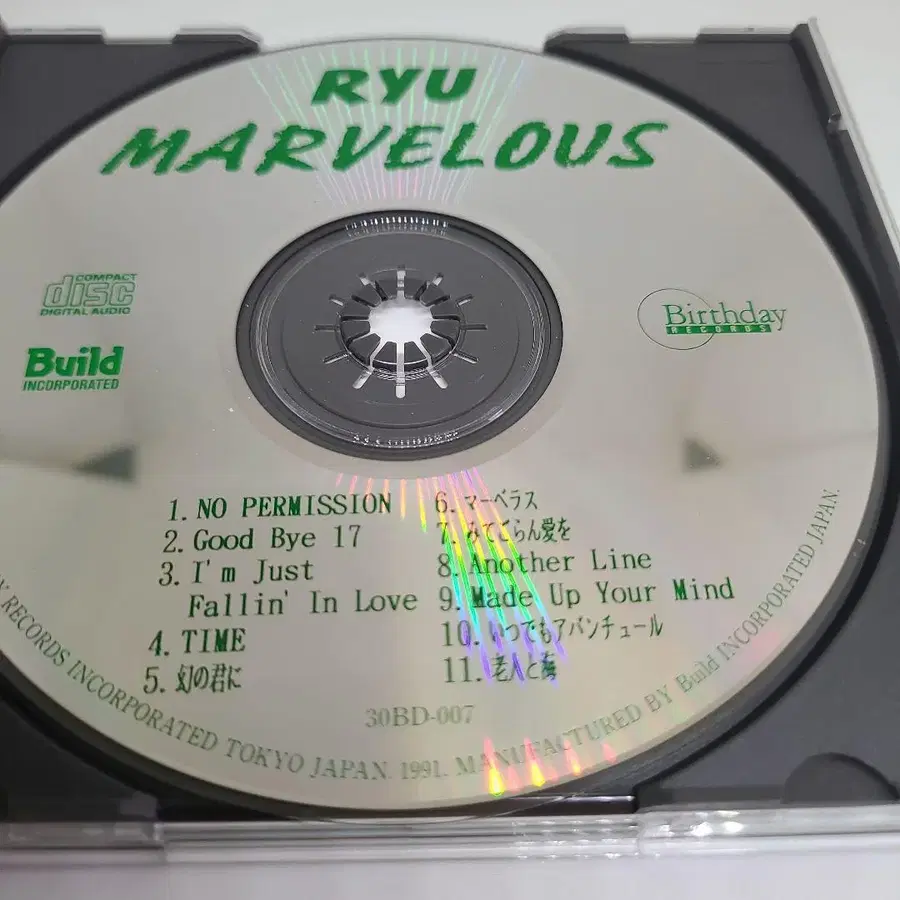 RYU
MARVELOUS
COMPACT
disc
DIGITAL AUDIO
Build
INCORPORATED
Birthday
RECORDS
1. NO PERMISSION
2. Good Bye 17
3. I'm Just
Fallin' In Love
4. TIME
5. 幻の君に
6. マーベラス
7. みてごらん愛を
8. Another Line
9. Made Up Your Mind
10. いつでもアバンチュール
11. 老人と海
30BD-007
RECORDS INCORPORATED TOKYO JAPAN. 1991. MANUFACTURED BY Build INCORPORATED JAPAN.